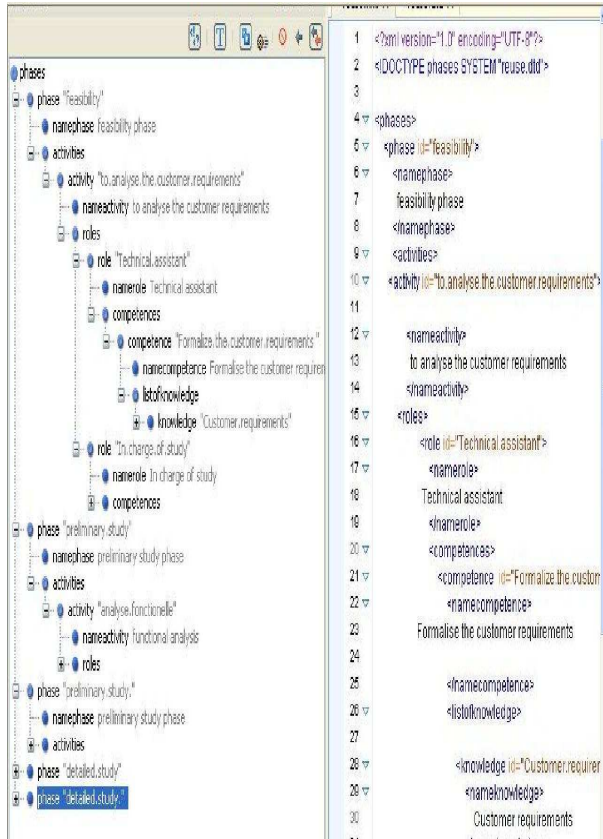 phases
phase "feasibility"
namephase feasibility phase
activities
activity "to.analyse.the.customer.requirements"
nameactivity to analyse the customer requirements
roles
role "Technical.assistant"
namerole Technical assistant
competences
competence "Formalize.the.customer.requirements "
namecompetence Formalise the customer requiren
listofknowledge
knowledge "Customer.requirements"
role "In.charge.of.study"
namerole In charge of study
competences
phase "preliminary.study"
namephase preliminary study phase
activities
activity "analyse.fonctionelle"
nameactivity functional analysis
roles
phase "preliminary.study."
namephase preliminary study phase
activities
phase "detailed.study"
phase "detailed.study."
1 <?xml version="1.0" encoding="UTF-8"?>
2 <!DOCTYPE phases SYSTEM "reuse.dtd">
3
4 <phases>
5 <phase id="feasibility">
6 <namephase>
7 feasibility phase
8 </namephase>
9 <activities>
10 <activity id="to.analyse.the.customer.requirements">
11
12 <nameactivity>
13 to analyse the customer requirements
14 </nameactivity>
15 <roles>
16 <role id="Technical assistant">
17 <namerole>
18 Technical assistant
19 </namerole>
20 <competences>
21 <competence id="Formalize.the.custom
22 <namecompetence>
23 Formalise the customer requirements
24
25 </namecompetence>
26 <listofknowledge>
27
28 <knowledge id="Customer.requirer
29 <nameknowledge>
30 Customer requirements